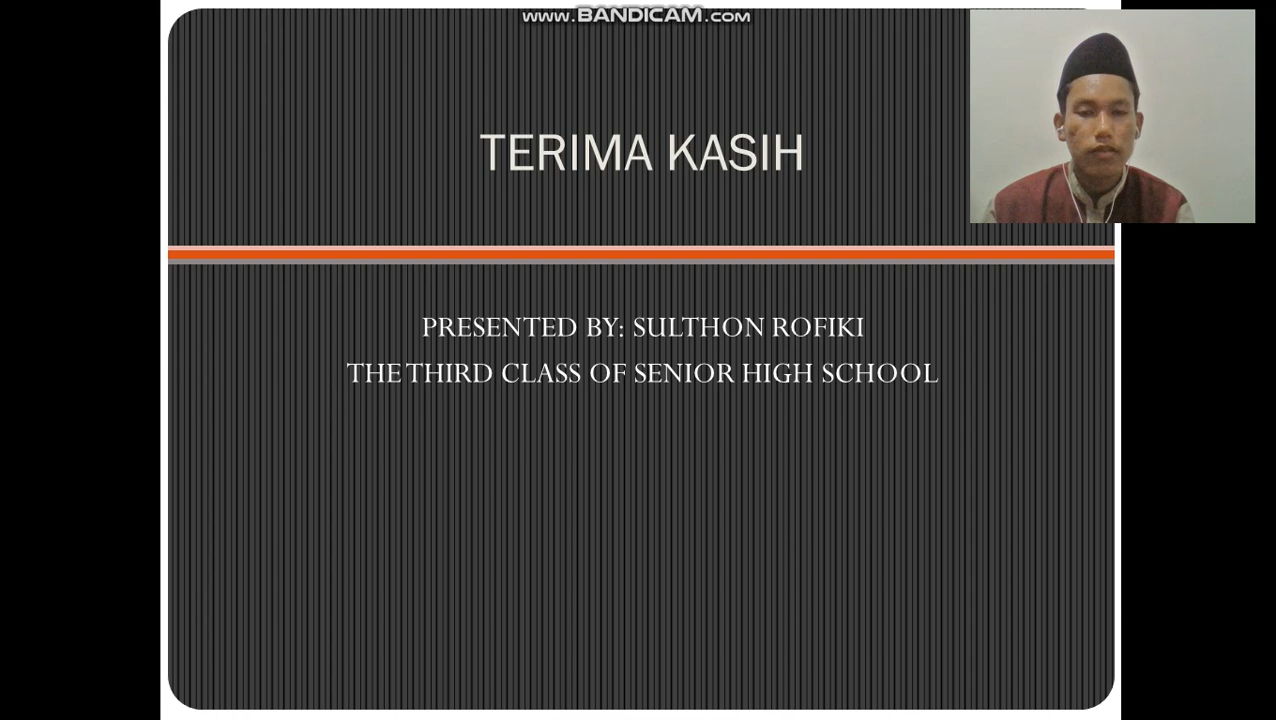 www.BANDICAM.com
TERIMA KASIH
PRESENTED BY: SULTHON ROFIKI
THE THIRD CLASS OF SENIOR HIGH SCHOOL